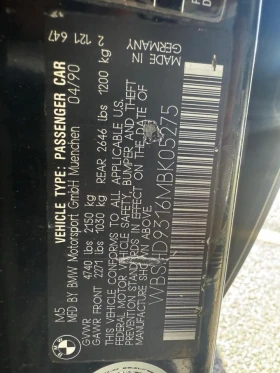 M5
VEHICLE TYPE: PASSENGER CAR
Mfd. by BMW Motorsport GmbH Muenchen 04/90
GVWR 4740 lbs 2150 kg
GAWR FRONT 2271 lbs 1030 kg REAR 2646 lbs 1200 kg
THIS VEHICLE CONFORMS TO ALL APPLICABLE U.S.
FEDERAL MOTOR VEHICLE SAFETY, BUMPER AND THEFT
PREVENTION STANDARDS IN EFFECT ON THE DATE OF
MANUFACTURE
WBSHD9316MBK05275
2 121 647
MADE IN
GERMANY
BMW